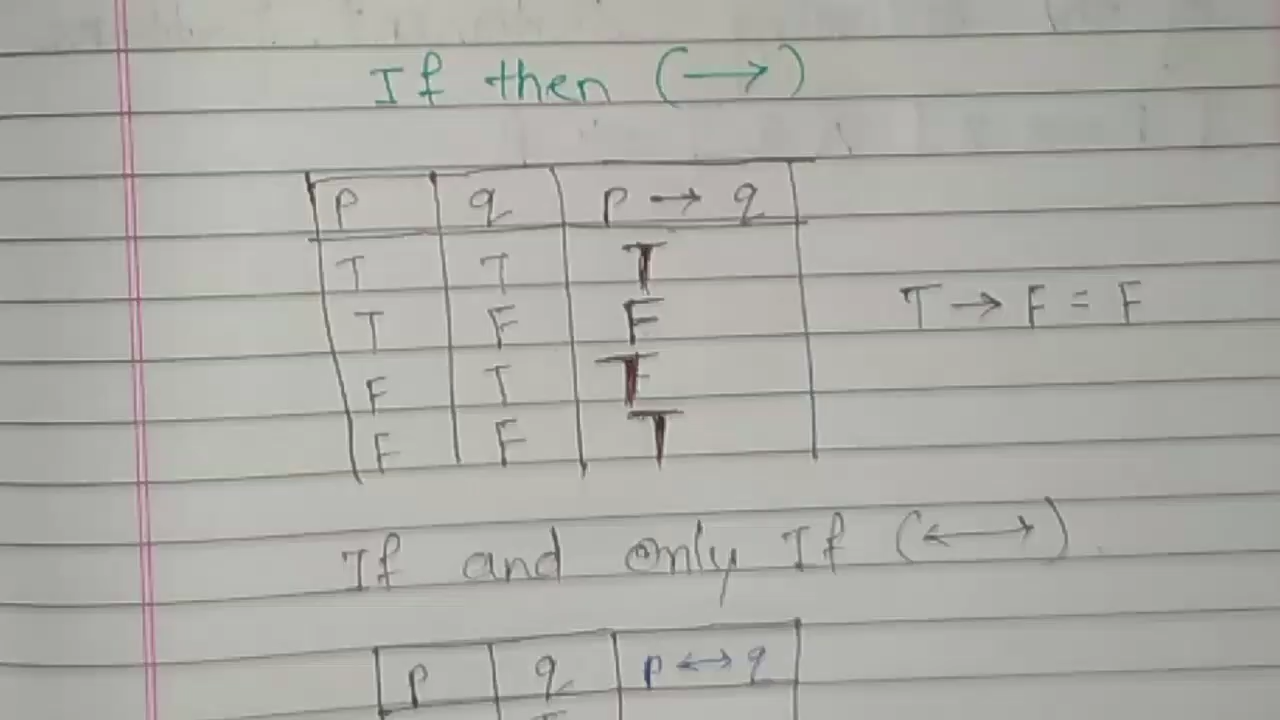 If then (→)
p q p → q
T T T
T F F
T → F = F
F T T
F F T
If and only If (↔)
p q p ↔ q